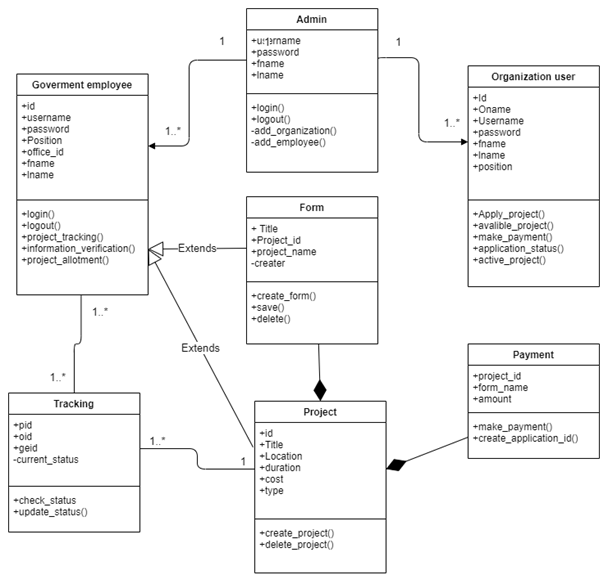 Admin
+username
+password
+fname
+lname
+login()
+logout()
-add_organization()
-add_employee()
1
1
1..*
1..*
Goverment employee
+id
+username
+password
+Position
+office_id
+fname
+lname
+login()
+logout()
+project_tracking()
+information_verification()
+project_allotment()
Organization user
+Id
+Oname
+Username
+password
+fname
+lname
+position
+Apply_project()
+avalible_project()
+make_payment()
+application_status()
+active_project()
Form
+ Title
+Project_id
+project_name
-creater
+create_form()
+save()
+delete()
Extends
Extends
1..*
1..*
Payment
+project_id
+form_name
+amount
+make_payment()
+create_application_id()
Tracking
+pid
+oid
+geid
-current_status
+check_status
+update_status()
1..*
1
Project
+id
+Title
+Location
+duration
+cost
+type
+create_project()
+delete_project()